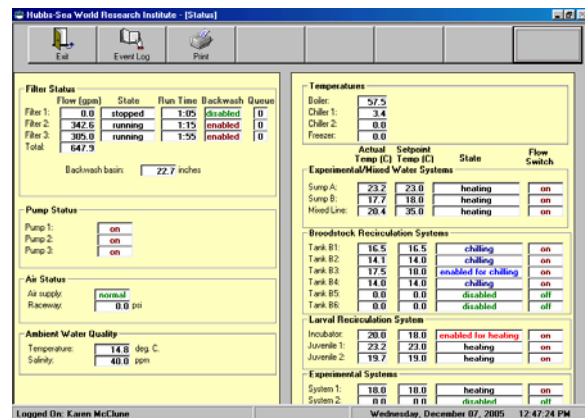 Hubbs-Sea World Research Institute - [Status]
Exit Event Log Print
Filter Status
Flow (gpm) State Run Time Backwash Queue
Filter 1: 0.0 stopped 1:05 disabled 0
Filter 2: 342.6 running 1:15 enabled 0
Filter 3: 305.0 running 1:55 enabled 0
Total: 647.9
Backwash basin: 22.7 inches
Pump Status
Pump 1: on
Pump 2: on
Pump 3: on
Air Status
Air supply: normal
Raceway: 0.0 psi
Ambient Water Quality
Temperature: 14.8 deg. C.
Salinity: 40.0 ppm
Temperatures
Boiler: 57.5
Chiller 1: 3.4
Chiller 2: 0.0
Freezer: 0.0
Actual Temp (C) Setpoint Temp (C) State Flow Switch
Experimental/Mixed Water Systems
Sump A: 23.2 23.0 heating on
Sump B: 17.7 18.0 heating on
Mixed Line: 20.4 35.0 heating on
Broodstock Recirculation Systems
Tank B1: 16.5 16.5 chilling on
Tank B2: 14.1 14.0 chilling on
Tank B3: 17.5 18.0 enabled for chilling on
Tank B4: 14.0 14.0 chilling on
Tank B5: 0.0 0.0 disabled off
Tank B6: 0.0 0.0 disabled off
Larval Recirculation System
Incubator: 20.0 18.0 enabled for heating on
Juvenile 1: 23.2 23.0 heating on
Juvenile 2: 19.7 19.0 heating on
Experimental Systems
System 1: 18.0 18.0 heating on
System 2: 0.0 0.0 disabled off
Logged On: Karen McClune Wednesday, December 07, 2005 12:47:24 PM